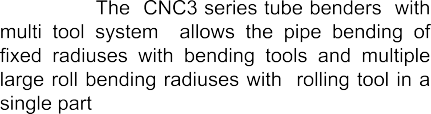 The CNC3 series tube benders with
multi tool system allows the pipe bending of
fixed radiuses with bending tools and multiple
large roll bending radiuses with rolling tool in a
single part